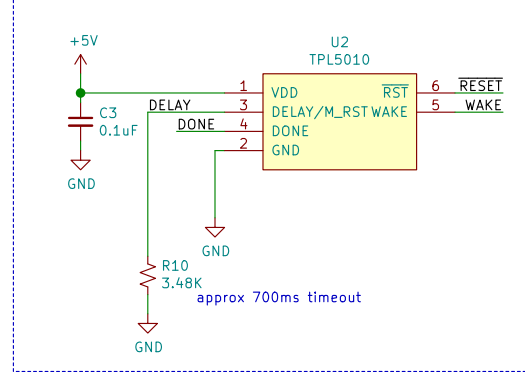 +5V
U2
TPL5010
1 VDD RST 6 RESET
DELAY 3 DELAY/M_RST WAKE 5 WAKE
C3
0.1uF
DONE 4 DONE
2 GND
GND
GND
R10
3.48K
approx 700ms timeout
GND